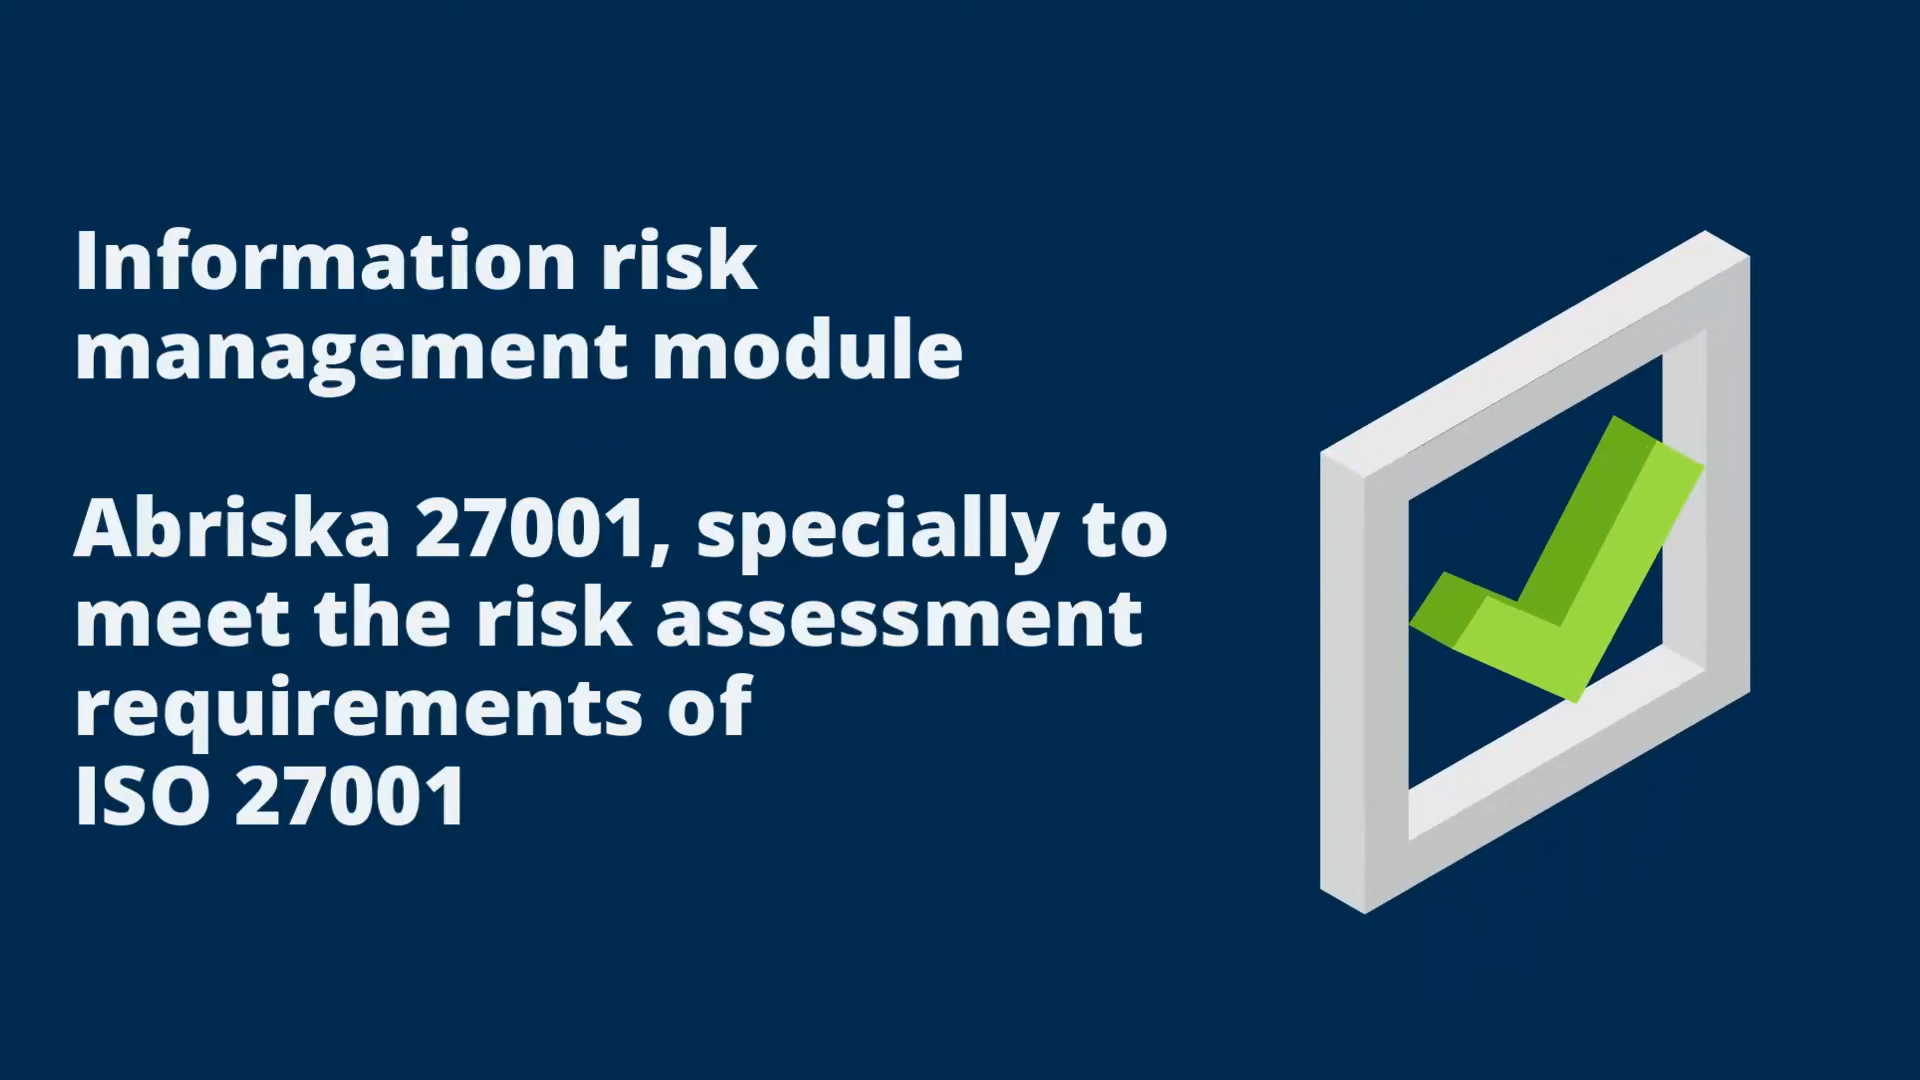 Information risk
management module
Abriska 27001, specially to
meet the risk assessment
requirements of
ISO 27001